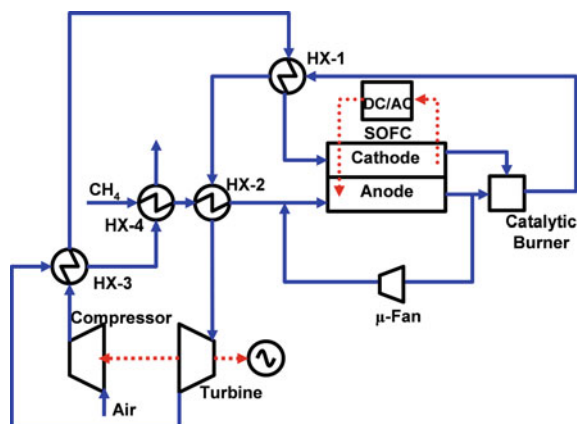 HX-1
DC/AC
SOFC
Cathode
Anode
CH4
HX-2
HX-4
Catalytic
Burner
HX-3
μ-Fan
Compressor
Turbine
Air